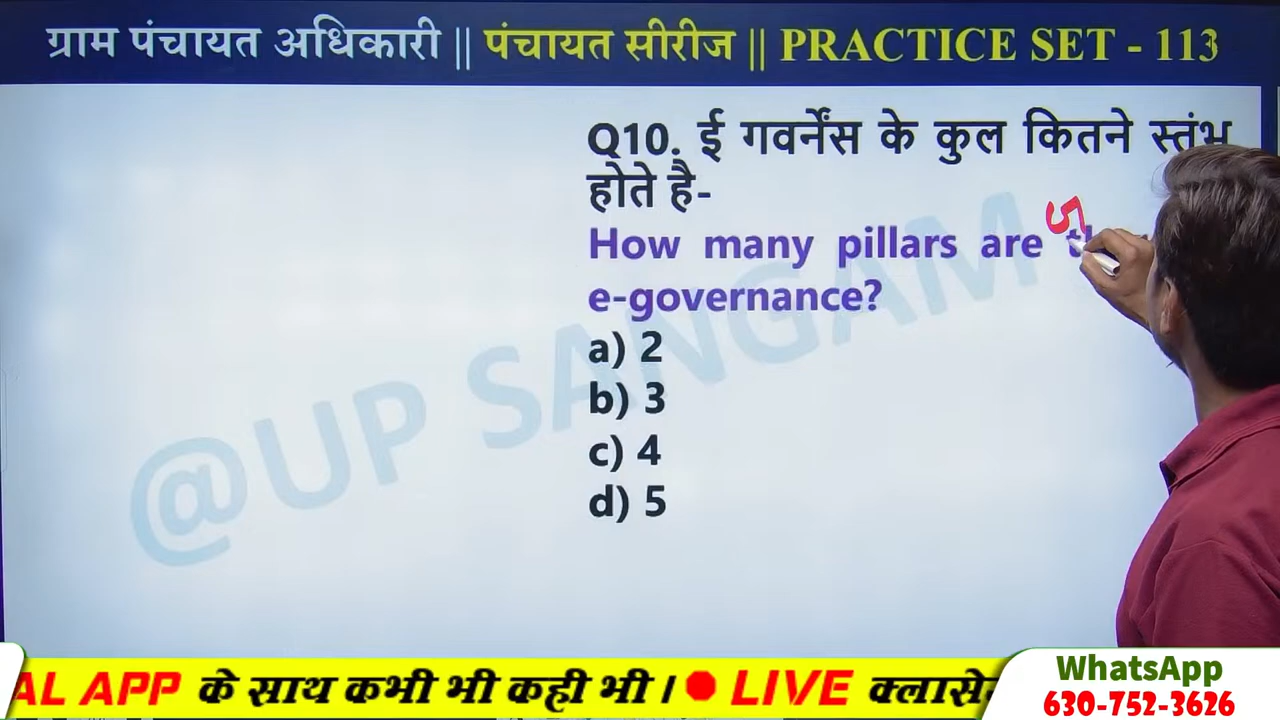 ग्राम पंचायत अधिकारी || पंचायत सीरीज || PRACTICE SET - 113
Q10. ई गवर्नेंस के कुल कितने स्तंभ
होते है-
5
How many pillars are
e-governance?
a) 2
b) 3
c) 4
d) 5
@UP SANGAM
AL APP के साथ कभी भी कही भी । LIVE क्लासेज
WhatsApp
630-752-3626